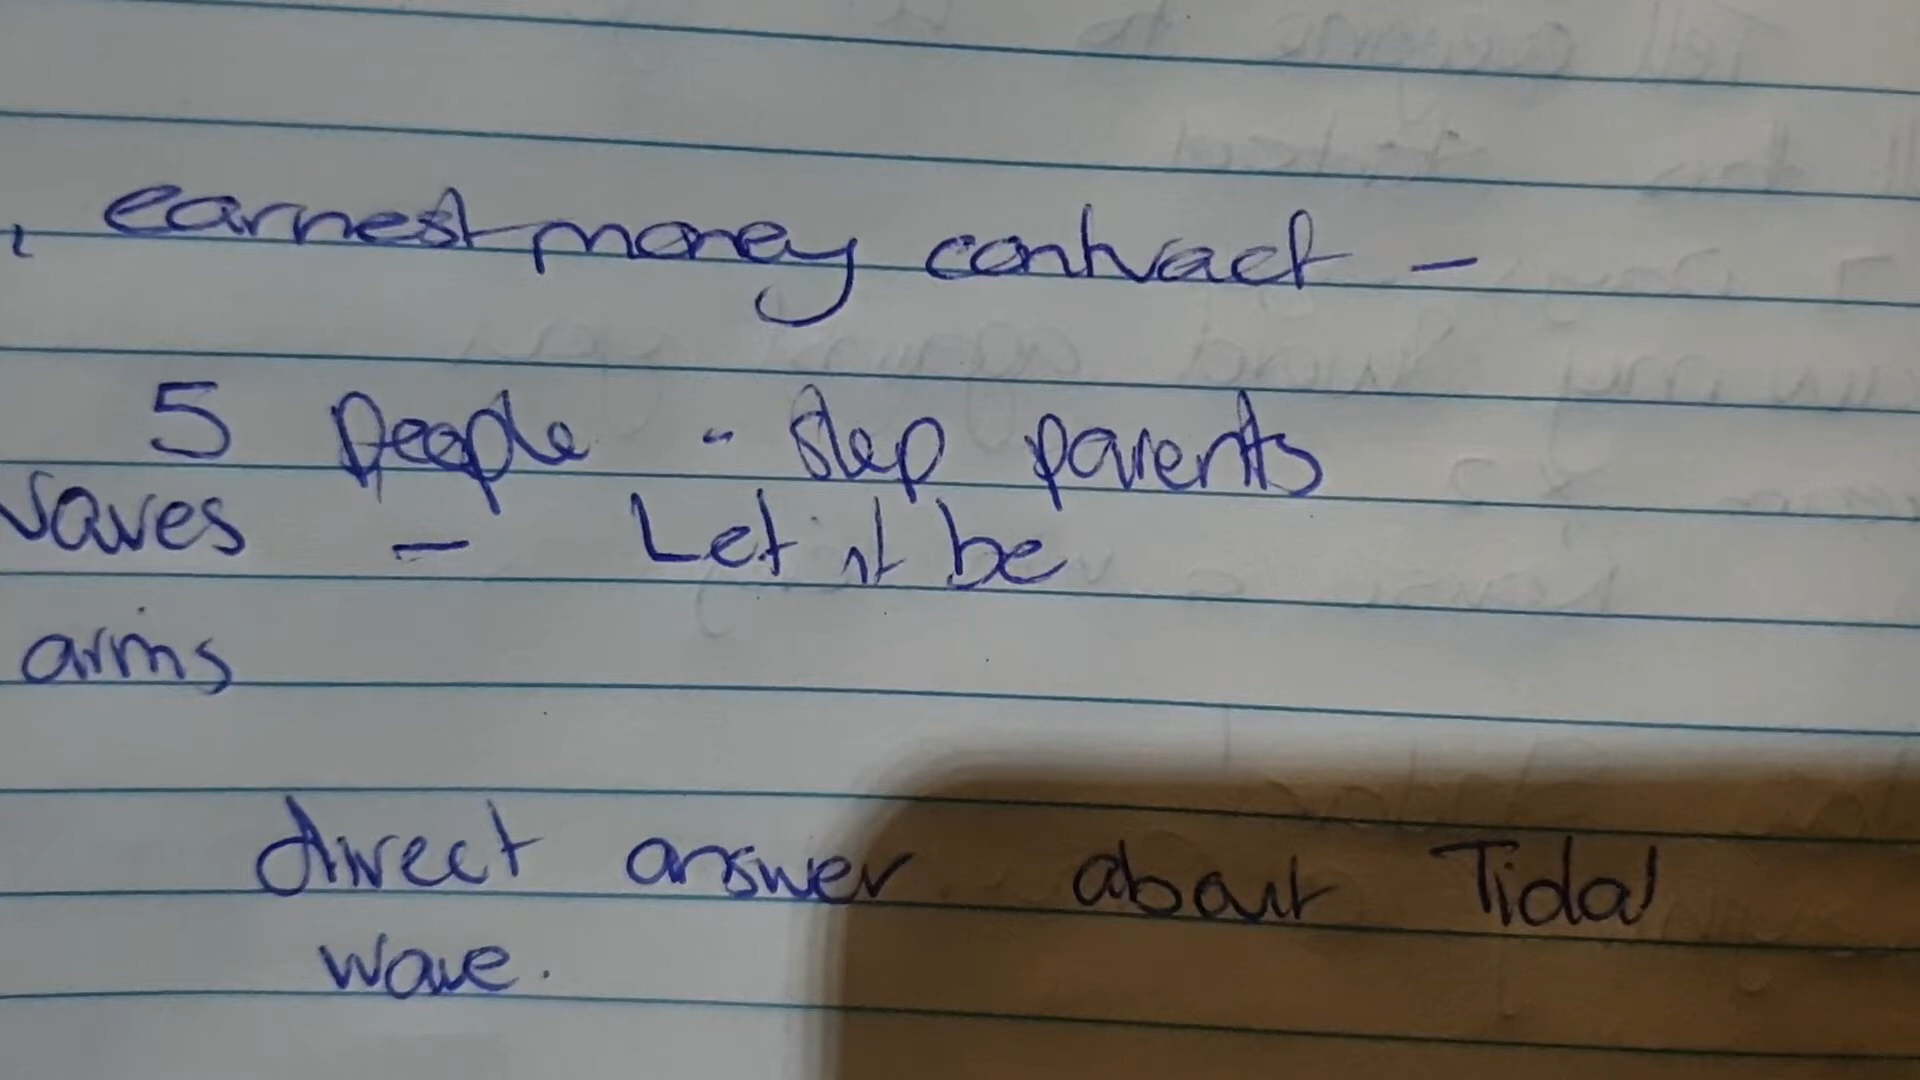 earnest money contract -
5 people - step parents
waves - Let it be
arms
direct answer about Tidal
wave.